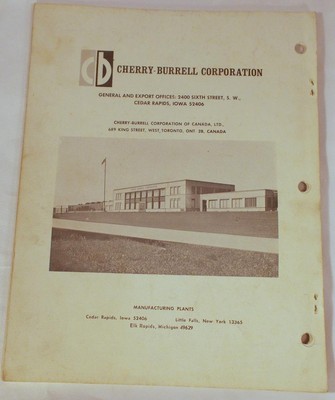 cb CHERRY-BURRELL CORPORATION
GENERAL AND EXPORT OFFICES: 2400 SIXTH STREET, S. W.,
CEDAR RAPIDS, IOWA 52406
CHERRY-BURRELL CORPORATION OF CANADA, LTD.,
649 KING STREET, WEST, TORONTO, ONT. 2B, CANADA
MANUFACTURING PLANTS
Cedar Rapids, Iowa 52406 Little Falls, New York 13365
Elk Rapids, Michigan 49629